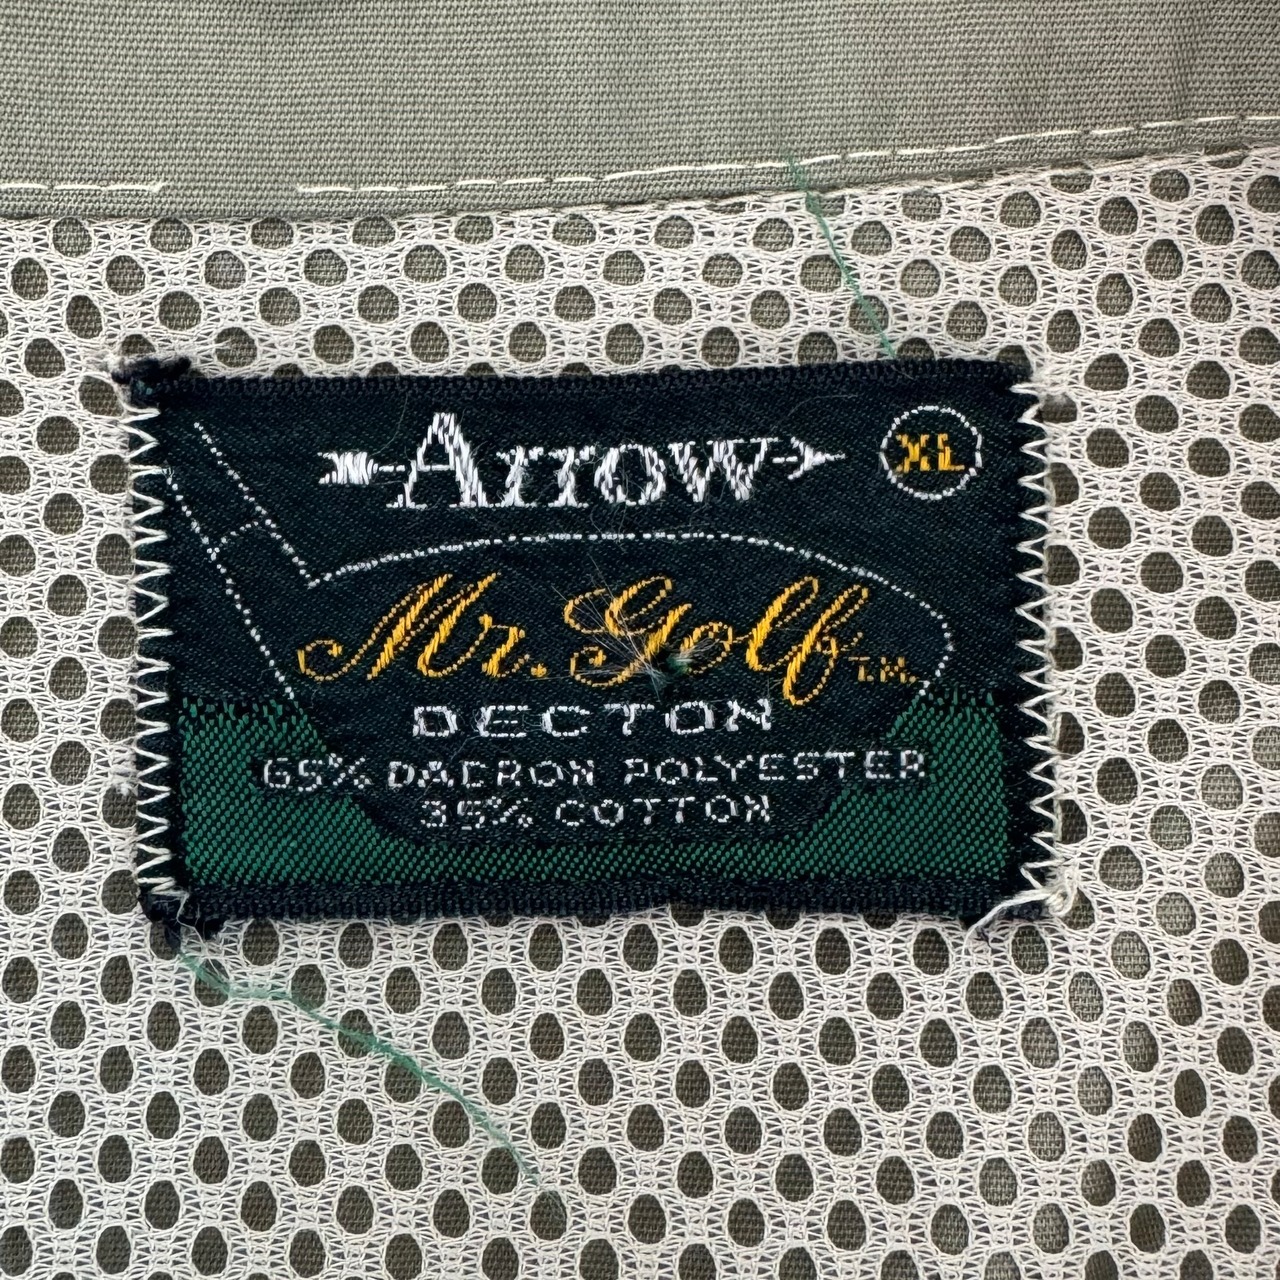 Arrow XL
Mr. Golf T.M.
DECTON
65% DACRON POLYESTER
35% COTTON